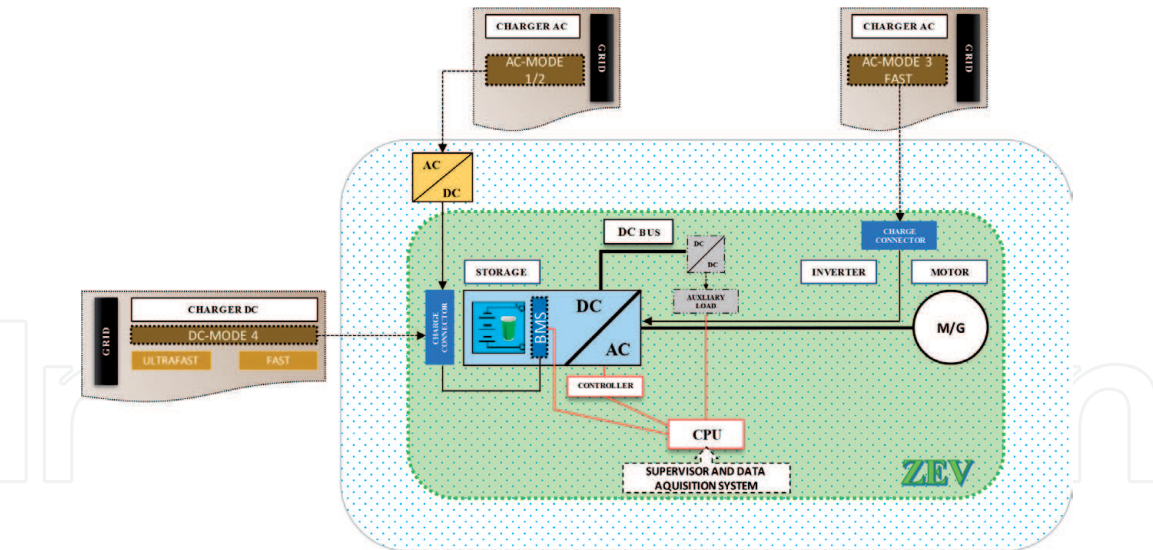 CHARGER AC
AC-MODE
1/2
GRID
CHARGER AC
AC-MODE 3
FAST
GRID
AC
DC
DC BUS
DC
DC
CHARGE
CONNECTOR
STORAGE
INVERTER
MOTOR
CHARGER DC
DC-MODE 4
ULTRAFAST
FAST
GRID
CHARGE
CONNECTOR
BMS
DC
AC
AUXLIARY
LOAD
M/G
CONTROLLER
CPU
SUPERVISOR AND DATA
AQUISITION SYSTEM
ZEV